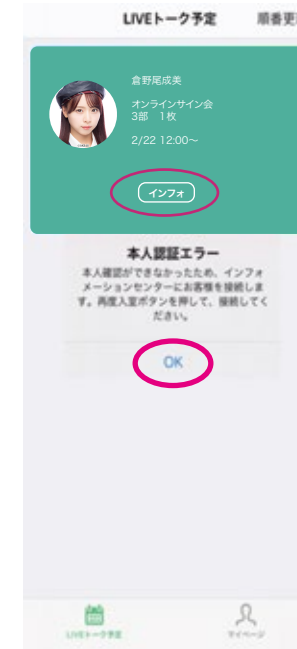 LIVEトーク予定 順番更
倉野尾成美
オンラインサイン会
3部 1枚
2/22 12:00〜
インフォ
本人認証エラー
本人確認ができなかったため、インフォ
メーションセンターにお客様を接続しま
す。再度入室ボタンを押して、接続してく
ださい。
OK
LIVEトーク予定 マイページ